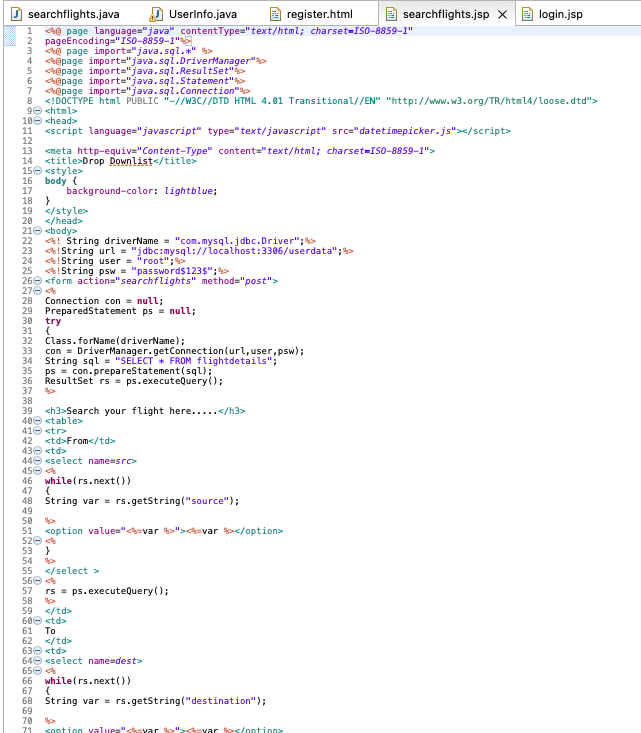 searchflights.java UserInfo.java register.html searchflights.jsp login.jsp
1 <%@ page language="java" contentType="text/html; charset=ISO-8859-1"
2 pageEncoding="ISO-8859-1"%>
3 <%@ page import="java.sql.*" %>
4 <%@page import="java.sql.DriverManager"%>
5 <%@page import="java.sql.ResultSet"%>
6 <%@page import="java.sql.Statement"%>
7 <%@page import="java.sql.Connection"%>
8 <!DOCTYPE html PUBLIC "-//W3C//DTD HTML 4.01 Transitional//EN" "http://www.w3.org/TR/html4/loose.dtd">
9 <html>
10 <head>
11 <script language="javascript" type="text/javascript" src="datetimepicker.js"></script>
12
13 <meta http-equiv="Content-Type" content="text/html; charset=ISO-8859-1">
14 <title>Drop Downlist</title>
15 <style>
16 body {
17 background-color: lightblue;
18 }
19 </style>
20 </head>
21 <body>
22 <%! String driverName = "com.mysql.jdbc.Driver";%>
23 <%!String url = "jdbc:mysql://localhost:3306/userdata";%>
24 <%!String user = "root";%>
25 <%!String psw = "password$123$";%>
26 <form action="searchflights" method="post">
27 <%
28 Connection con = null;
29 PreparedStatement ps = null;
30 try
31 {
32 Class.forName(driverName);
33 con = DriverManager.getConnection(url,user,psw);
34 String sql = "SELECT * FROM flightdetails";
35 ps = con.prepareStatement(sql);
36 ResultSet rs = ps.executeQuery();
37 %>
38
39 <h3>Search your flight here.....</h3>
40 <table>
41 <tr>
42 <td>From</td>
43 <td>
44 <select name=src>
45 <%
46 while(rs.next())
47 {
48 String var = rs.getString("source");
49
50 %>
51 <option value="<%=var %>"><%=var %></option>
52 <%
53 }
54 %>
55 </select >
56 <%
57 rs = ps.executeQuery();
58 %>
59 </td>
60 <td>
61 To
62 </td>
63 <td>
64 <select name=dest>
65 <%
66 while(rs.next())
67 {
68 String var = rs.getString("destination");
69
70 %>
71 <option value="<%=var %>"><%=var %></option>